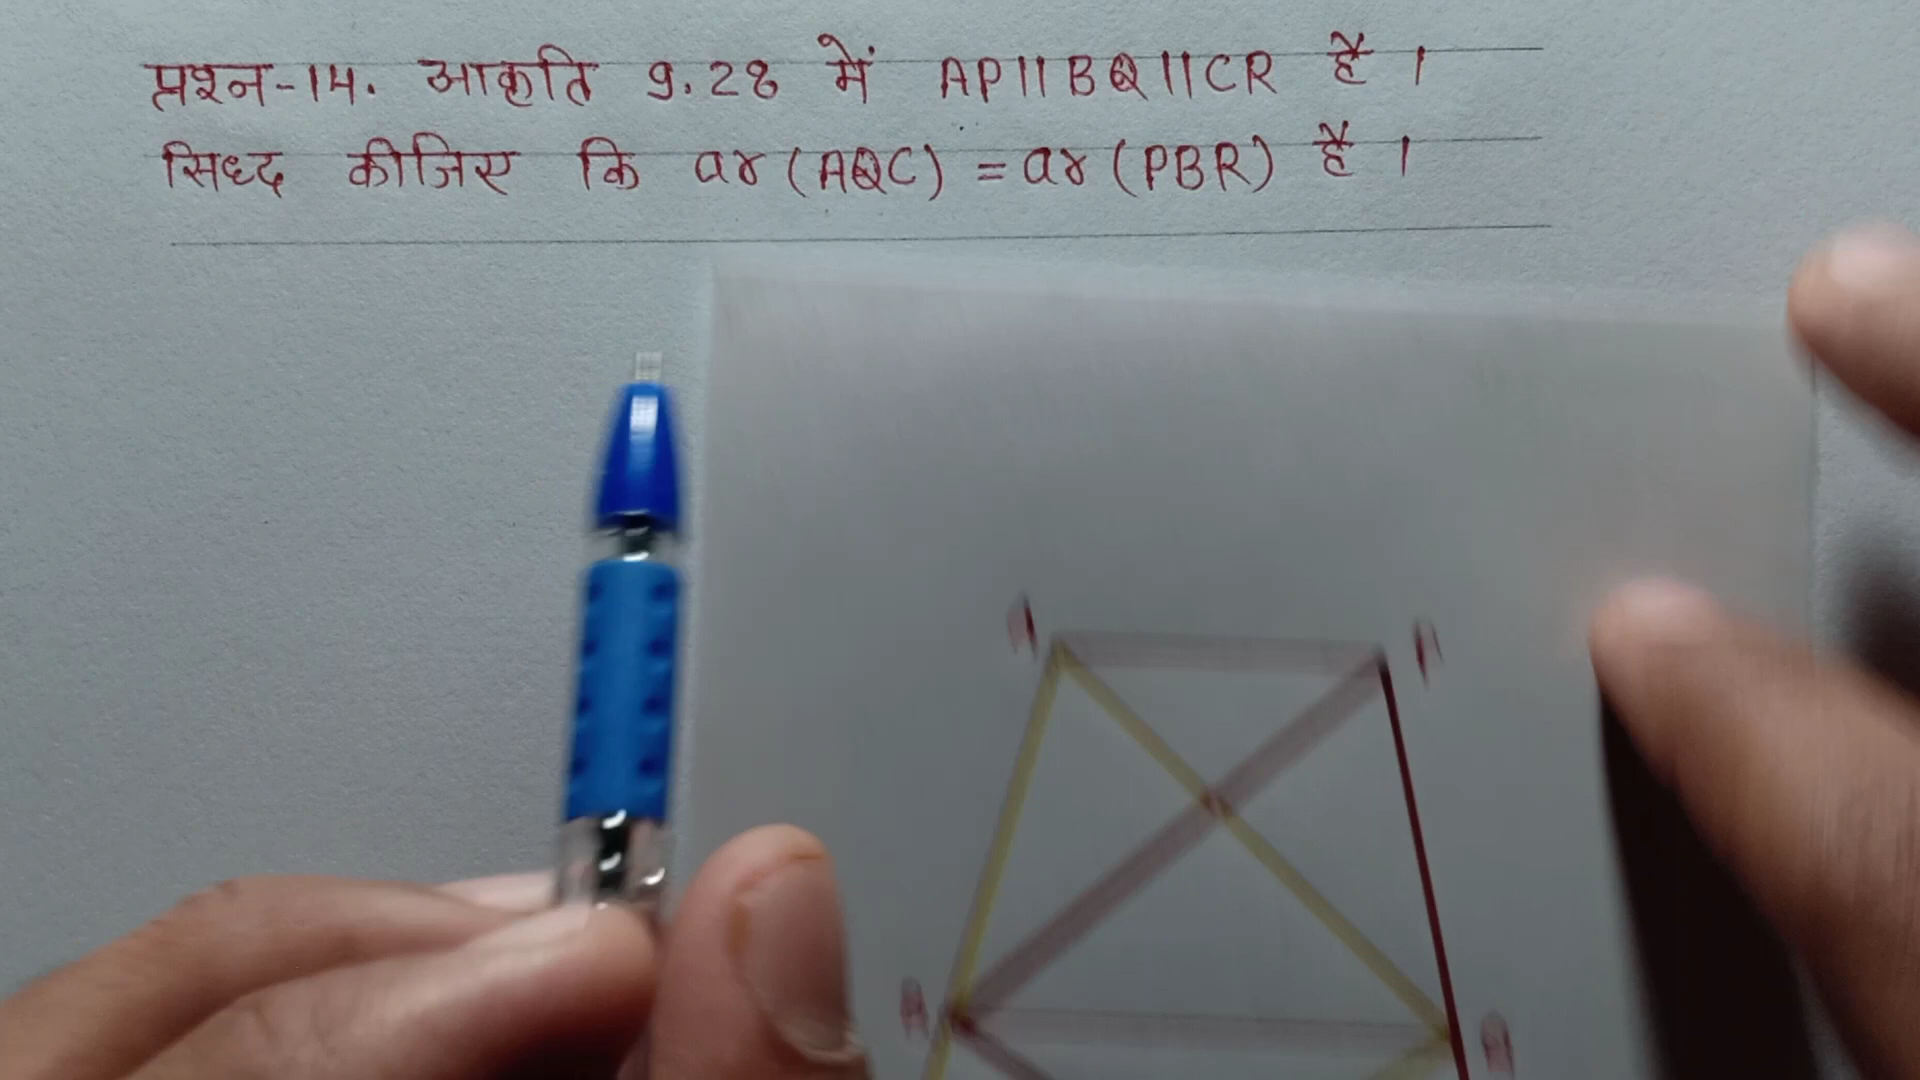 प्रश्न-14. आकृति 9.28 में AP||BQ||CR है।
सिध्द कीजिए कि ar (AQC) = ar (PBR) है।